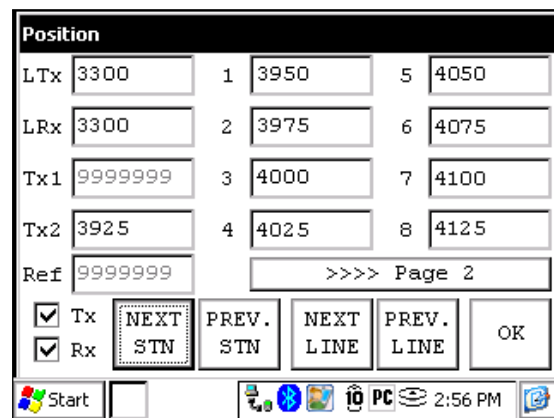 Position
LTx 3300 1 3950 5 4050
LRx 3300 2 3975 6 4075
Tx1 9999999 3 4000 7 4100
Tx2 3925 4 4025 8 4125
Ref 9999999 >>>> Page 2
Tx NEXT STN PREV. STN NEXT LINE PREV. LINE OK
Rx
Start PC 2:56 PM